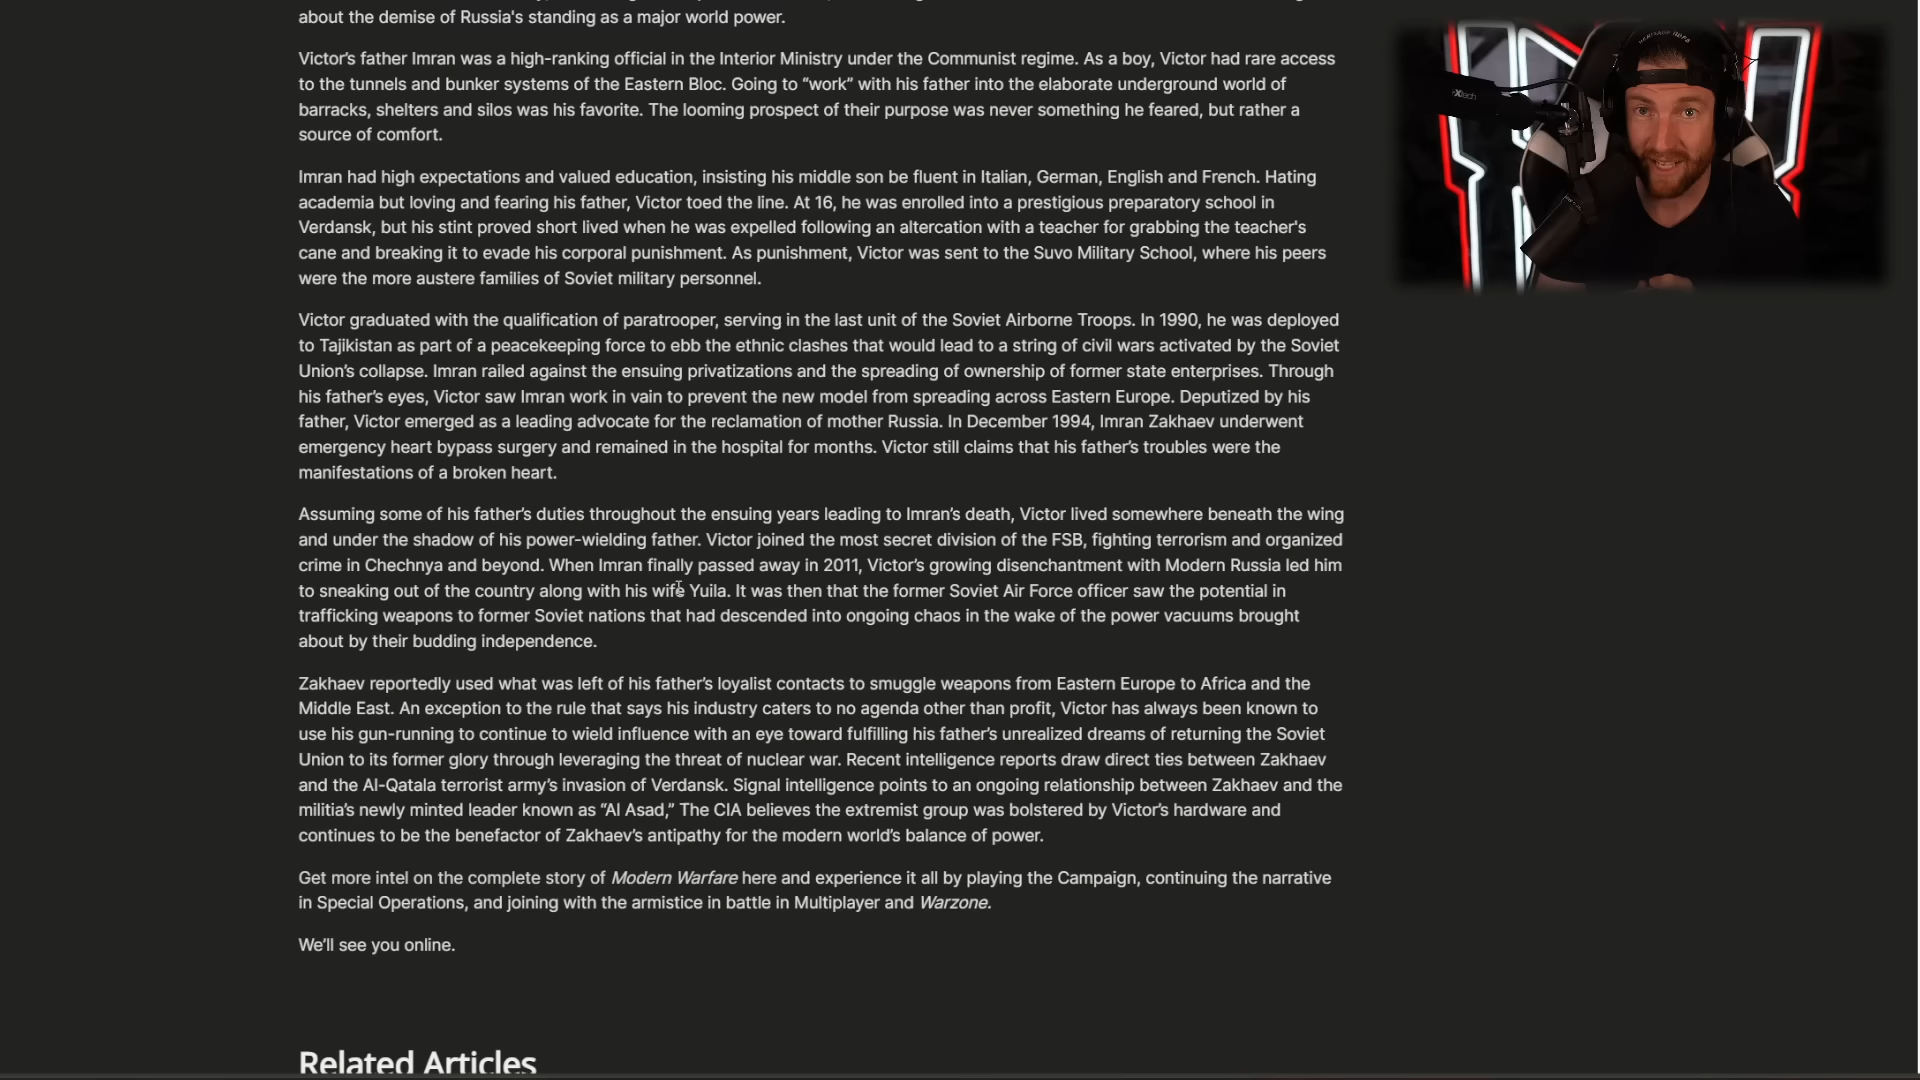 about the demise of Russia's standing as a major world power.
Victor's father Imran was a high-ranking official in the Interior Ministry under the Communist regime. As a boy, Victor had rare access
to the tunnels and bunker systems of the Eastern Bloc. Going to “work” with his father into the elaborate underground world of
barracks, shelters and silos was his favorite. The looming prospect of their purpose was never something he feared, but rather a
source of comfort.
Imran had high expectations and valued education, insisting his middle son be fluent in Italian, German, English and French. Hating
academia but loving and fearing his father, Victor toed the line. At 16, he was enrolled into a prestigious preparatory school in
Verdansk, but his stint proved short lived when he was expelled following an altercation with a teacher for grabbing the teacher's
cane and breaking it to evade his corporal punishment. As punishment, Victor was sent to the Suvo Military School, where his peers
were the more austere families of Soviet military personnel.
Victor graduated with the qualification of paratrooper, serving in the last unit of the Soviet Airborne Troops. In 1990, he was deployed
to Tajikistan as part of a peacekeeping force to ebb the ethnic clashes that would lead to a string of civil wars activated by the Soviet
Union’s collapse. Imran railed against the ensuing privatizations and the spreading of ownership of former state enterprises. Through
his father’s eyes, Victor saw Imran work in vain to prevent the new model from spreading across Eastern Europe. Deputized by his
father, Victor emerged as a leading advocate for the reclamation of mother Russia. In December 1994, Imran Zakhaev underwent
emergency heart bypass surgery and remained in the hospital for months. Victor still claims that his father’s troubles were the
manifestations of a broken heart.
Assuming some of his father’s duties throughout the ensuing years leading to Imran’s death, Victor lived somewhere beneath the wing
and under the shadow of his power-wielding father. Victor joined the most secret division of the FSB, fighting terrorism and organized
crime in Chechnya and beyond. When Imran finally passed away in 2011, Victor’s growing disenchantment with Modern Russia led him
to sneaking out of the country along with his wife Yuila. It was then that the former Soviet Air Force officer saw the potential in
trafficking weapons to former Soviet nations that had descended into ongoing chaos in the wake of the power vacuums brought
about by their budding independence.
Zakhaev reportedly used what was left of his father’s loyalist contacts to smuggle weapons from Eastern Europe to Africa and the
Middle East. An exception to the rule that says his industry caters to no agenda other than profit, Victor has always been known to
use his gun-running to continue to wield influence with an eye toward fulfilling his father’s unrealized dreams of returning the Soviet
Union to its former glory through leveraging the threat of nuclear war. Recent intelligence reports draw direct ties between Zakhaev
and the Al-Qatala terrorist army’s invasion of Verdansk. Signal intelligence points to an ongoing relationship between Zakhaev and the
militia’s newly minted leader known as “Al Asad,” The CIA believes the extremist group was bolstered by Victor’s hardware and
continues to be the benefactor of Zakhaev’s antipathy for the modern world’s balance of power.
Get more intel on the complete story of Modern Warfare here and experience it all by playing the Campaign, continuing the narrative
in Special Operations, and joining with the armistice in battle in Multiplayer and Warzone.
We’ll see you online.
Related Articles